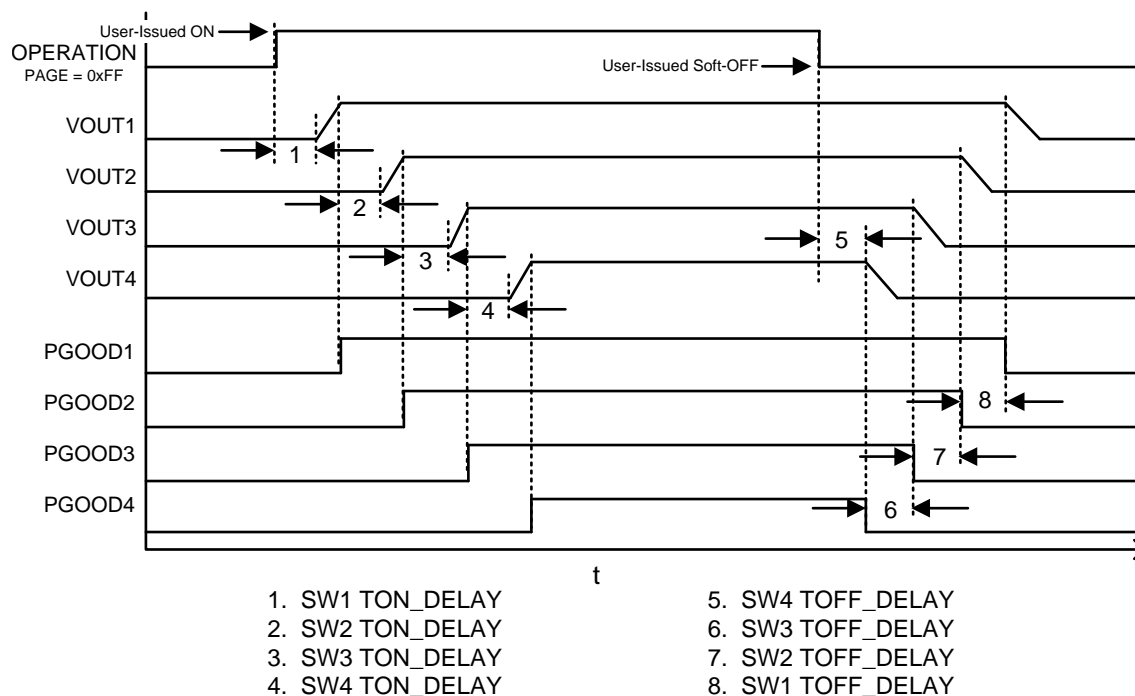 User-Issued ON
OPERATION
PAGE = 0xFF
User-Issued Soft-OFF
VOUT1
1
VOUT2
2
VOUT3
3
5
VOUT4
4
PGOOD1
PGOOD2
8
PGOOD3
7
PGOOD4
6
t
1. SW1 TON_DELAY
2. SW2 TON_DELAY
3. SW3 TON_DELAY
4. SW4 TON_DELAY
5. SW4 TOFF_DELAY
6. SW3 TOFF_DELAY
7. SW2 TOFF_DELAY
8. SW1 TOFF_DELAY